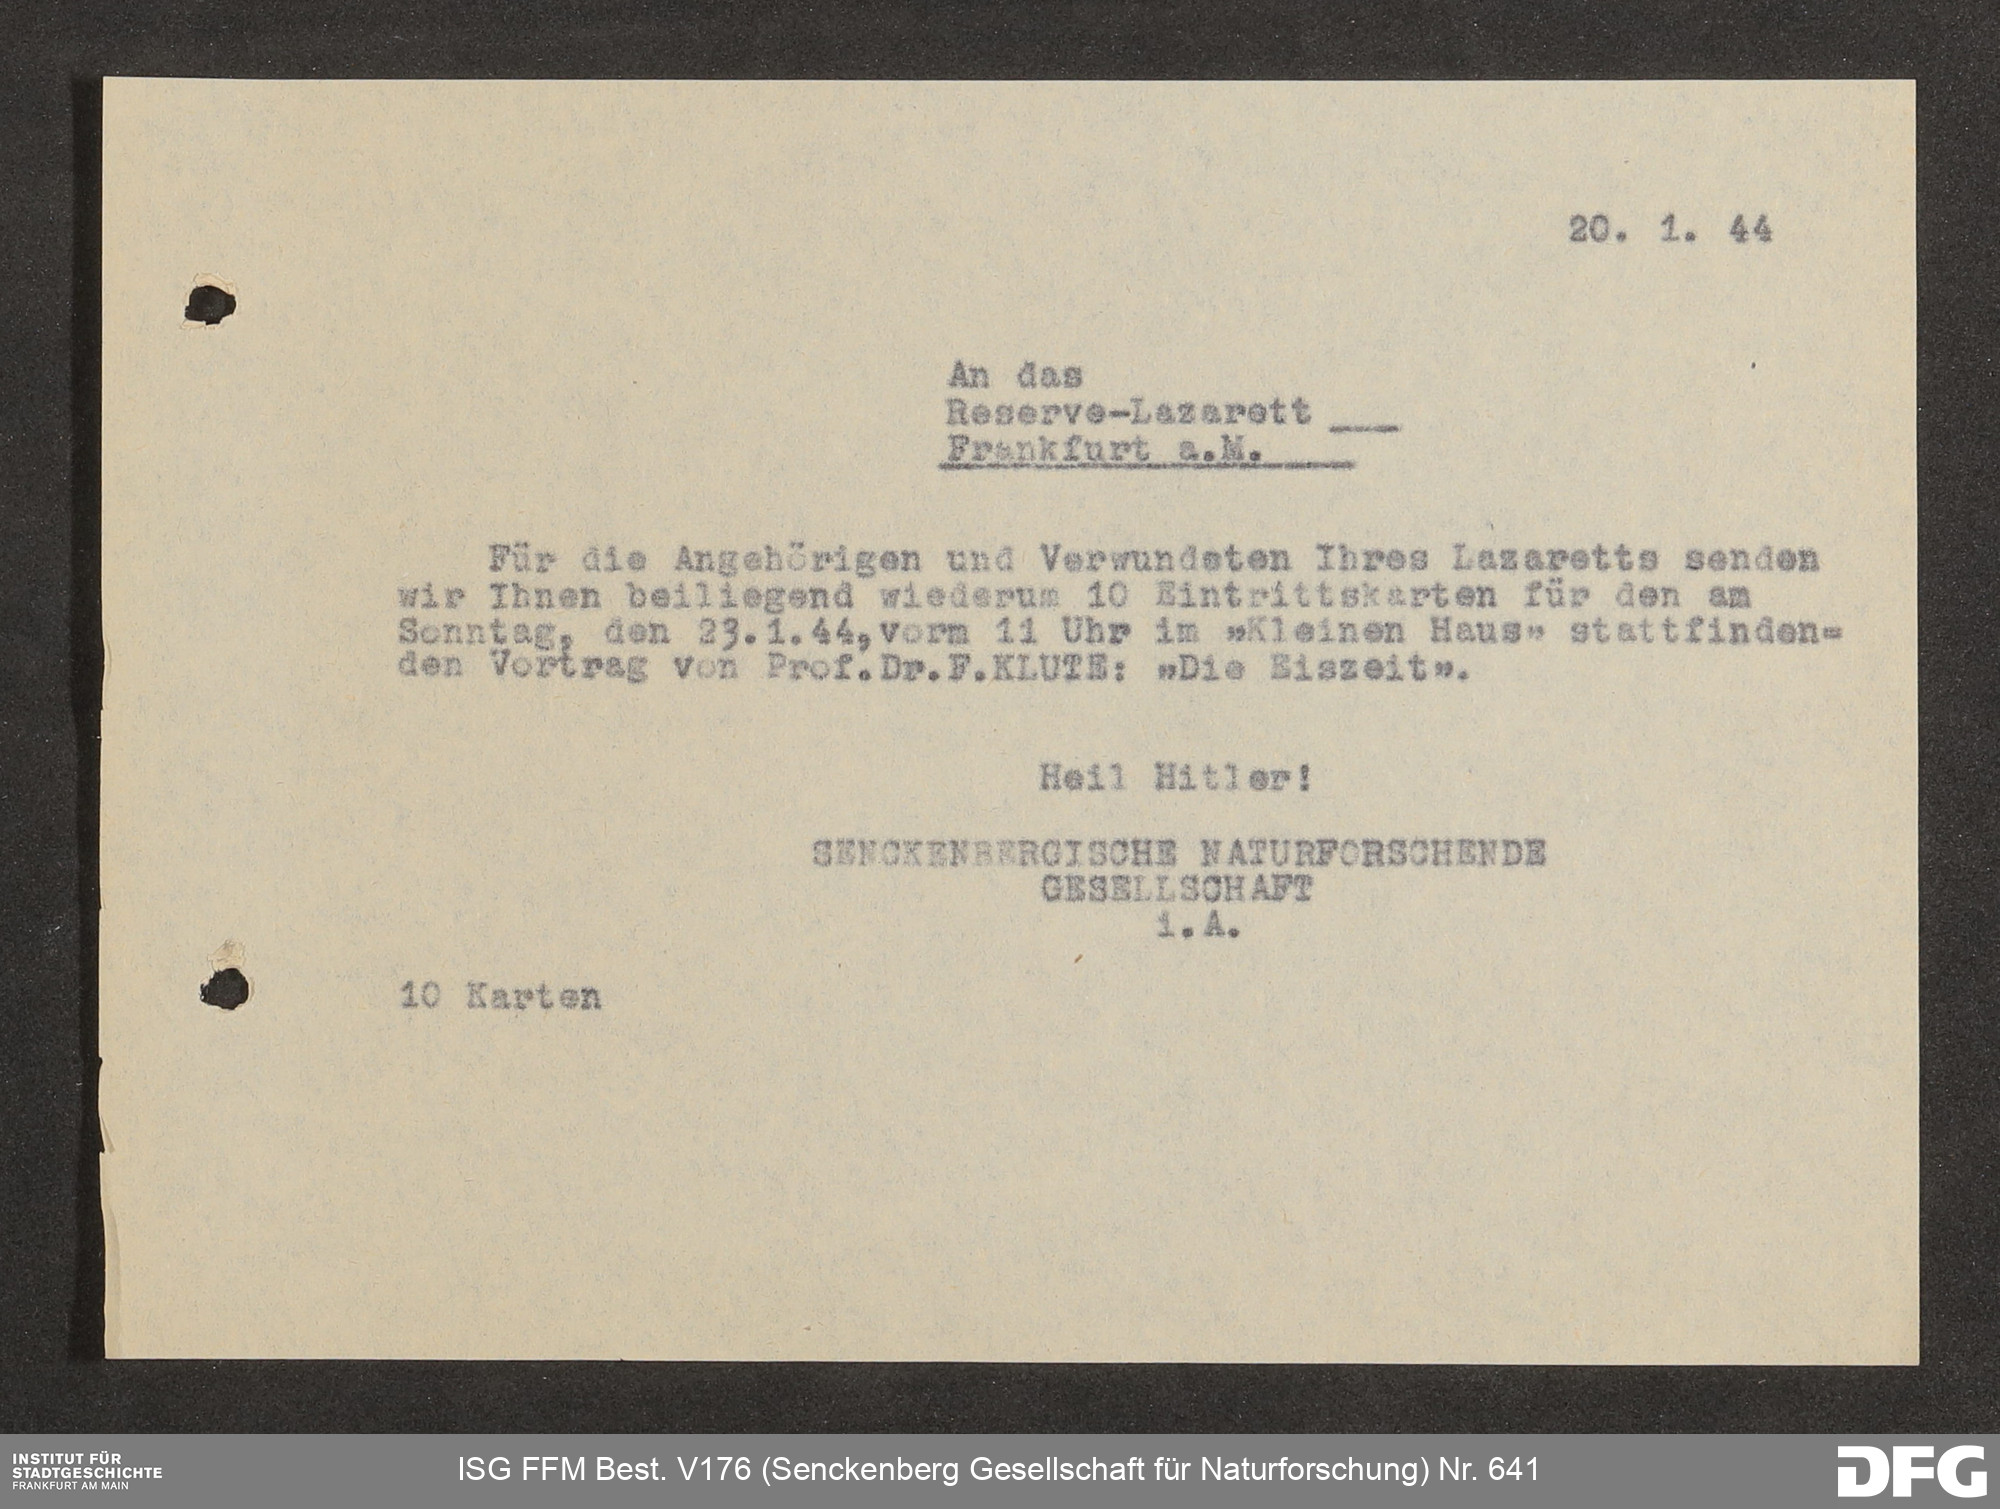 20. 1. 44
An das
Reserve-Lazarett ___
Frankfurt a.M.
Für die Angehörigen und Verwundeten Ihres Lazaretts senden
wir Ihnen beiliegend wiederum 10 Eintrittskarten für den am
Sonntag, den 23.1.44,vorm 11 Uhr im "Kleinen Haus" stattfinden=
den Vortrag von Prof.Dr.F.KLUTE: "Die Eiszeit".
Heil Hitler!
SENCKENBERGISCHE NATURFORSCHENDE
GESELLSCHAFT
i.A.
10 Karten
INSTITUT FÜR
STADTGESCHICHTE
FRANKFURT AM MAIN
ISG FFM Best. V176 (Senckenberg Gesellschaft für Naturforschung) Nr. 641
DFG